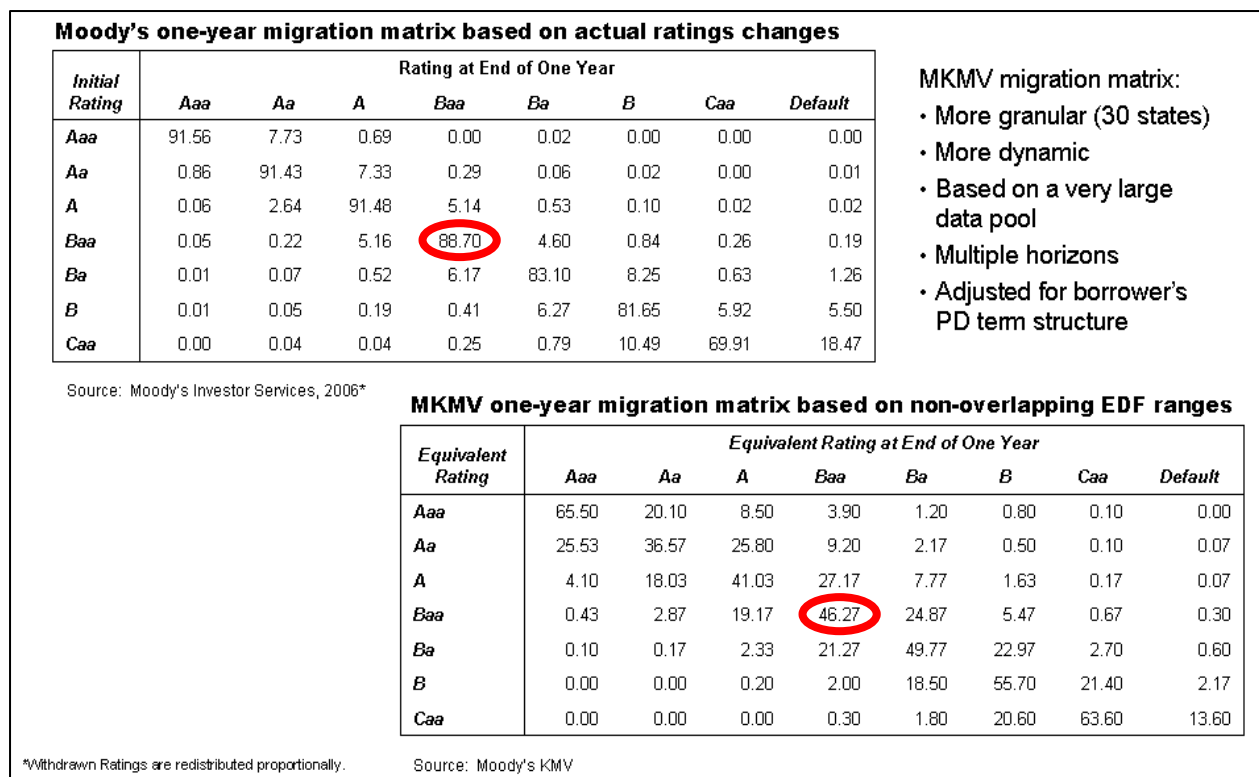 Moody's one-year migration matrix based on actual ratings changes
Initial Rating
Rating at End of One Year
Aaa Aa A Baa Ba B Caa Default
Aaa 91.56 7.73 0.69 0.00 0.02 0.00 0.00 0.00
Aa 0.86 91.43 7.33 0.29 0.06 0.02 0.00 0.01
A 0.06 2.64 91.48 5.14 0.53 0.10 0.02 0.02
Baa 0.05 0.22 5.16 88.70 4.60 0.84 0.26 0.19
Ba 0.01 0.07 0.52 6.17 83.10 8.25 0.63 1.26
B 0.01 0.05 0.19 0.41 6.27 81.65 5.92 5.50
Caa 0.00 0.04 0.04 0.25 0.79 10.49 69.91 18.47
Source: Moody's Investor Services, 2006*
MKMV migration matrix:
• More granular (30 states)
• More dynamic
• Based on a very large
data pool
• Multiple horizons
• Adjusted for borrower's
PD term structure
MKMV one-year migration matrix based on non-overlapping EDF ranges
Equivalent Rating
Equivalent Rating at End of One Year
Aaa Aa A Baa Ba B Caa Default
Aaa 65.50 20.10 8.50 3.90 1.20 0.80 0.10 0.00
Aa 25.53 36.57 25.80 9.20 2.17 0.50 0.10 0.07
A 4.10 18.03 41.03 27.17 7.77 1.63 0.17 0.07
Baa 0.43 2.87 19.17 46.27 24.87 5.47 0.67 0.30
Ba 0.10 0.17 2.33 21.27 49.77 22.97 2.70 0.60
B 0.00 0.00 0.20 2.00 18.50 55.70 21.40 2.17
Caa 0.00 0.00 0.00 0.30 1.80 20.60 63.60 13.60
*Withdrawn Ratings are redistributed proportionally.
Source: Moody's KMV